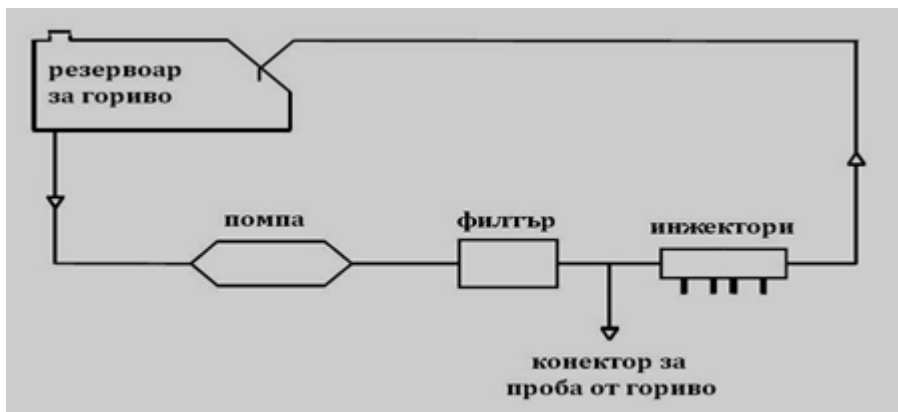 резервоар
за гориво
помпа
филтър
инжектори
конектор за
проба от гориво